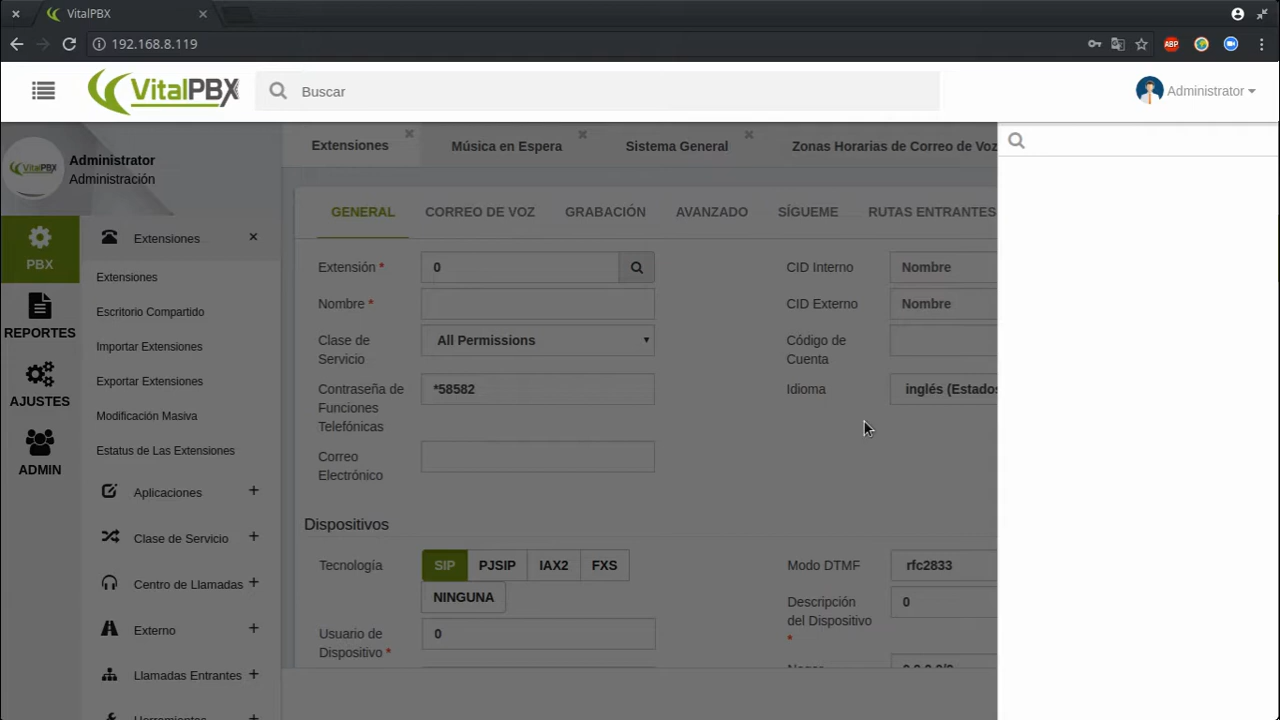 VitalPBX
192.168.8.119
ABP
VitalPBX
Buscar
Administrator
VitalPBX
Administrator
Administración
Extensiones
Música en Espera
Sistema General
Zonas Horarias de Correo de Voz
GENERAL
CORREO DE VOZ
GRABACIÓN
AVANZADO
SÍGUEME
RUTAS ENTRANTES
PBX
REPORTES
AJUSTES
ADMIN
Extensiones
Extensiones
Escritorio Compartido
Importar Extensiones
Exportar Extensiones
Modificación Masiva
Estatus de Las Extensiones
Aplicaciones
Clase de Servicio
Centro de Llamadas
Externo
Llamadas Entrantes
Extensión *
0
CID Interno
Nombre
Nombre *
CID Externo
Nombre
Clase de
Servicio
All Permissions
Código de
Cuenta
Contraseña de
Funciones
Telefónicas
*58582
Idioma
inglés (Estados
Correo
Electrónico
Dispositivos
Tecnología
SIP
PJSIP
IAX2
FXS
NINGUNA
Modo DTMF
rfc2833
Descripción
del Dispositivo
*
0
Usuario de
Dispositivo *
0